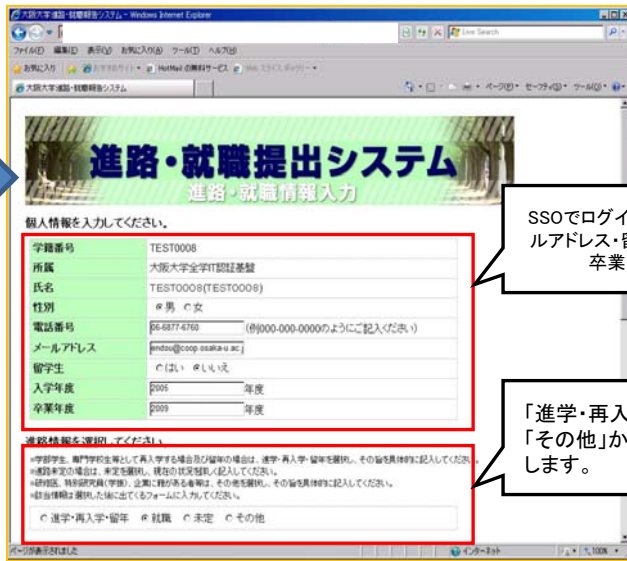 大阪大学進路・就職報告システム - Windows Internet Explorer
Live Search
ファイル(F) 編集(E) 表示(V) お気に入り(A) ツール(T) ヘルプ(H)
お気に入り HotMail の無料サービス
大阪大学進路・就職報告システム
ページ(P) セーフティ(S) ツール(O)
進路・就職提出システム
進路・就職情報入力
個人情報を入力してください。
学籍番号 TEST0008
所属 大阪大学全学IT認証基盤
氏名 TEST0008(TEST0008)
性別 男 女
電話番号 06-6877-6760 (例)000-000-0000のようにご記入ください)
メールアドレス endou@coop.osaka-u.ac.j
留学生 はい いいえ
入学年度 2005 年度
卒業年度 2009 年度
進路情報を選択してください。
※学部学生、専門学校生等として再入学する場合及び留年の場合は、進学・再入学・留年を選択し、その旨を具体的に記入してください。
※進路未定の場合は、未定を選択し、現在の状況を詳しく記入してください。
※研修医、特別研究員(学振)、企業に籍がある者等は、その他を選択し、その旨を具体的に記入してください。
※該当情報は選択した後に出てくるフォームに入力してください。
進学・再入学・留年 就職 未定 その他
ページが表示されました インターネット 100%
SSOでログイ
ルアドレス・留
卒業
「進学・再入
「その他」か
します。